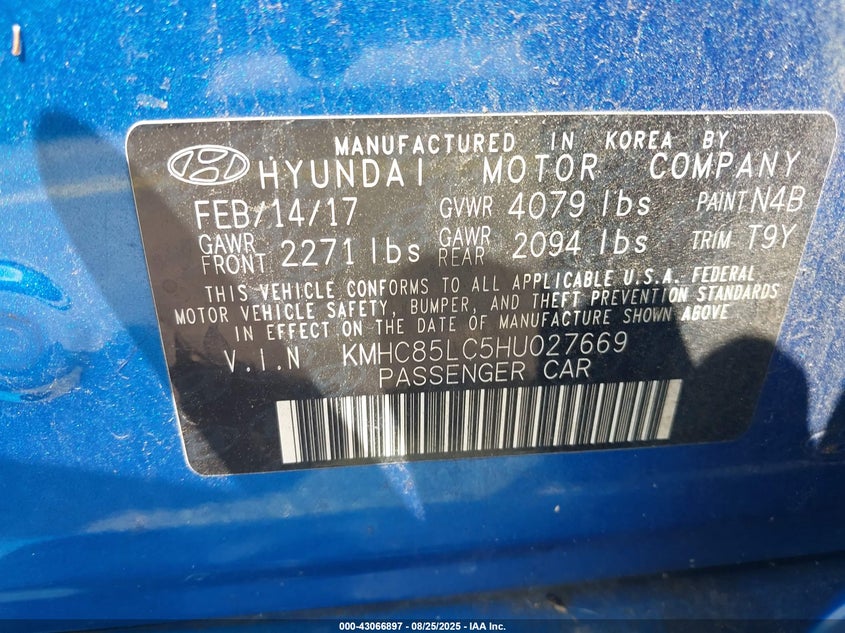 MANUFACTURED IN KOREA BY
HYUNDAI MOTOR COMPANY
FEB/14/17 GVWR 4079 lbs PAINT N4B
GAWR FRONT 2271 lbs GAWR REAR 2094 lbs TRIM T9Y
THIS VEHICLE CONFORMS TO ALL APPLICABLE U.S.A. FEDERAL
MOTOR VEHICLE SAFETY, BUMPER, AND THEFT PREVENTION STANDARDS
IN EFFECT ON THE DATE OF MANUFACTURE SHOWN ABOVE
V.I.N KMHC85LC5HU027669
PASSENGER CAR
000-43066897 - 08/25/2025 - IAA Inc.